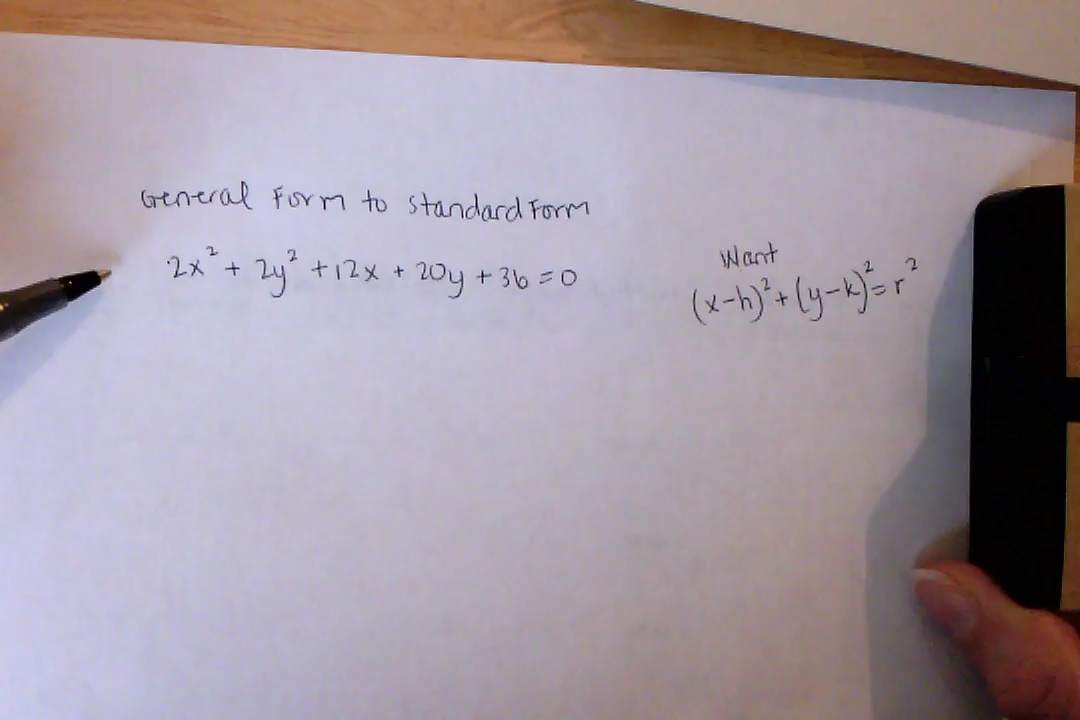 General Form to Standard Form
2x² + 2y² + 12x + 20y + 36 = 0
Want
(x-h)² + (y-k)² = r²